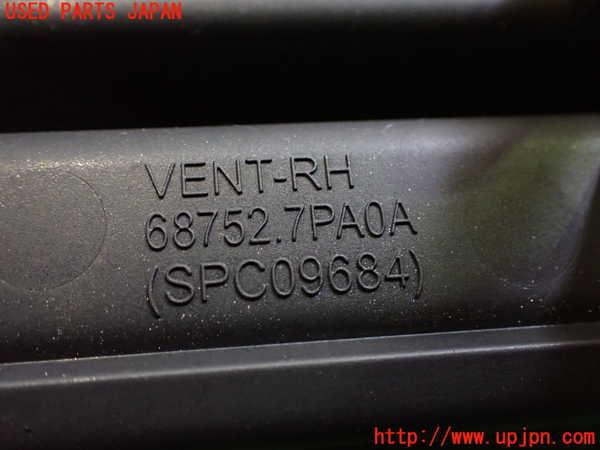 USED PARTS JAPAN
VENT-RH
68752.7PA0A
(SPC09684)
http://www.upjpn.com/